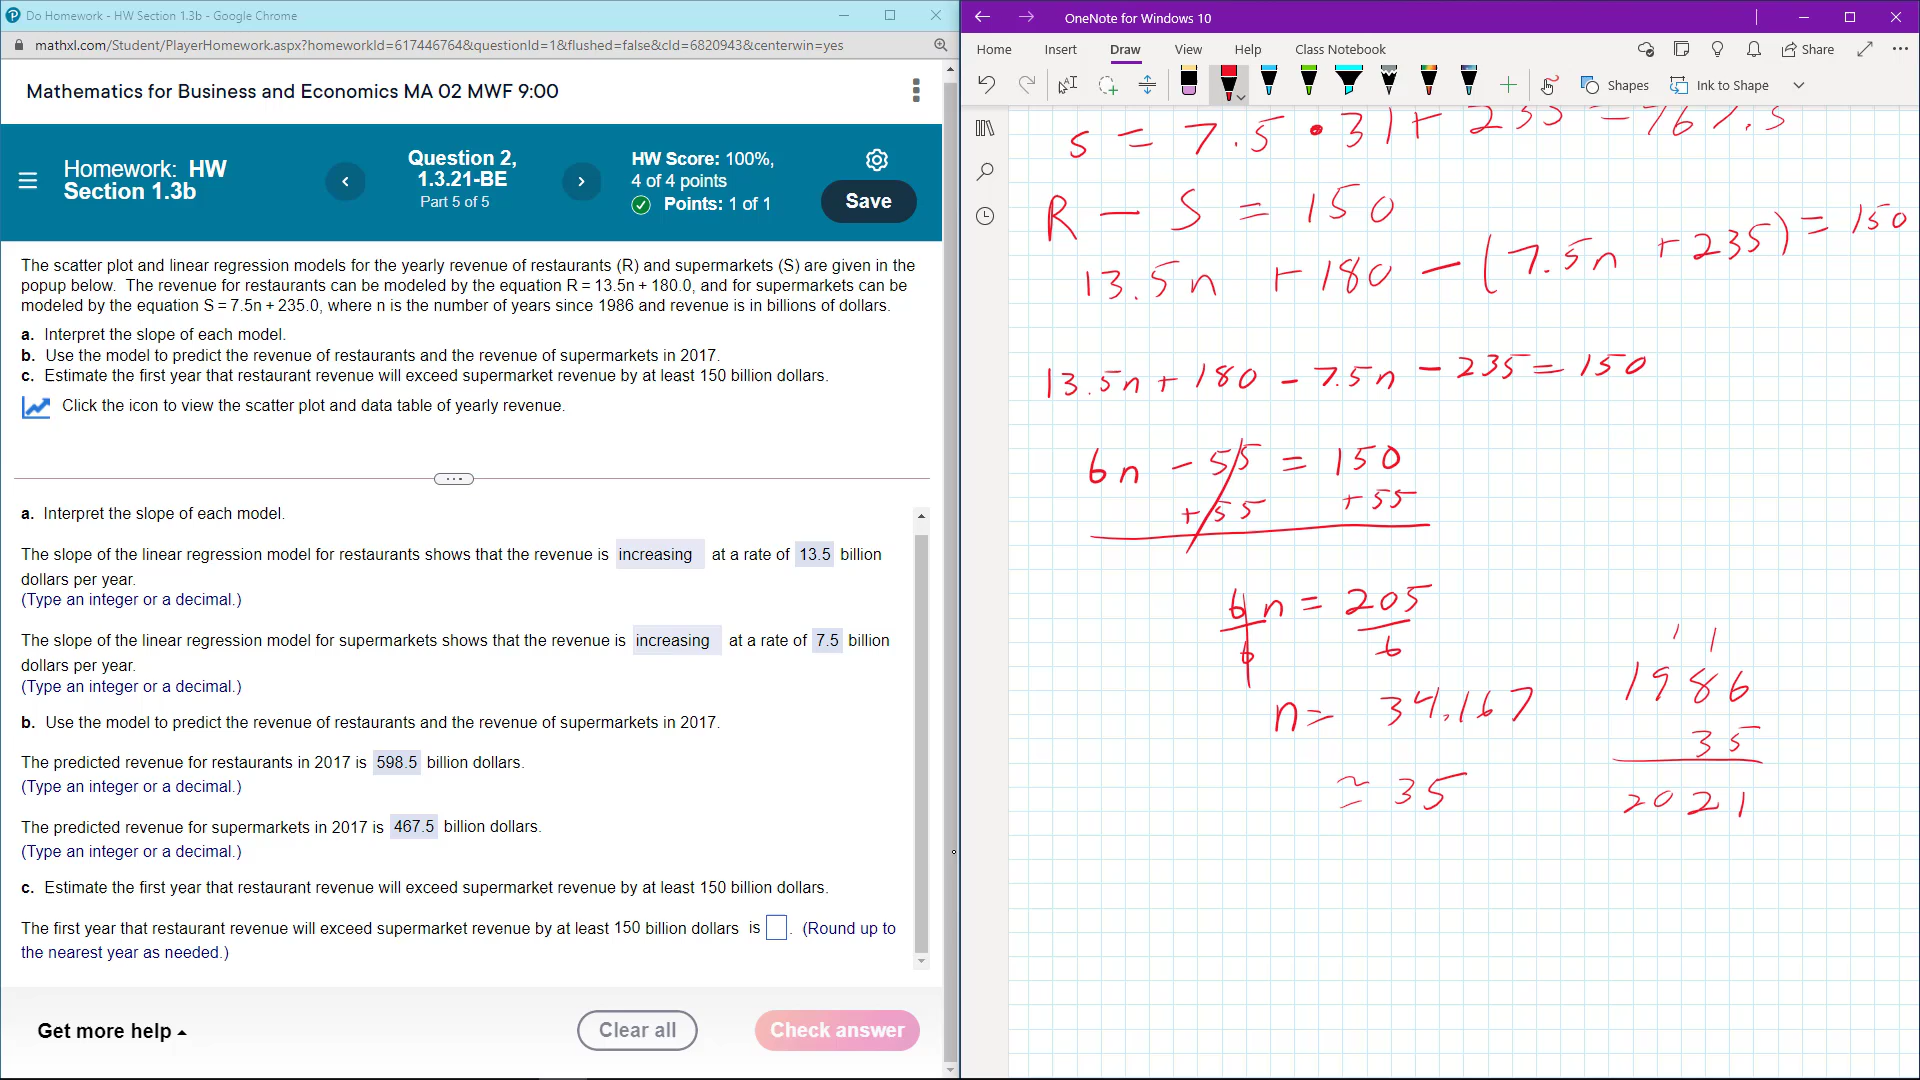 Do Homework - HW Section 1.3b - Google Chrome
mathxl.com/Student/PlayerHomework.aspx?homeworkId=617446764&questionId=1&flushed=false&cId=6820943&centerwin=yes
Mathematics for Business and Economics MA 02 MWF 9:00
Homework: HW Section 1.3b
Question 2, 1.3.21-BE
Part 5 of 5
HW Score: 100%, 4 of 4 points
Points: 1 of 1
Save
The scatter plot and linear regression models for the yearly revenue of restaurants (R) and supermarkets (S) are given in the
popup below. The revenue for restaurants can be modeled by the equation R = 13.5n + 180.0, and for supermarkets can be
modeled by the equation S = 7.5n + 235.0, where n is the number of years since 1986 and revenue is in billions of dollars.
a. Interpret the slope of each model.
b. Use the model to predict the revenue of restaurants and the revenue of supermarkets in 2017.
c. Estimate the first year that restaurant revenue will exceed supermarket revenue by at least 150 billion dollars.
Click the icon to view the scatter plot and data table of yearly revenue.
a. Interpret the slope of each model.
The slope of the linear regression model for restaurants shows that the revenue is increasing at a rate of 13.5 billion
dollars per year.
(Type an integer or a decimal.)
The slope of the linear regression model for supermarkets shows that the revenue is increasing at a rate of 7.5 billion
dollars per year.
(Type an integer or a decimal.)
b. Use the model to predict the revenue of restaurants and the revenue of supermarkets in 2017.
The predicted revenue for restaurants in 2017 is 598.5 billion dollars.
(Type an integer or a decimal.)
The predicted revenue for supermarkets in 2017 is 467.5 billion dollars.
(Type an integer or a decimal.)
c. Estimate the first year that restaurant revenue will exceed supermarket revenue by at least 150 billion dollars.
The first year that restaurant revenue will exceed supermarket revenue by at least 150 billion dollars is . (Round up to
the nearest year as needed.)
Get more help
Clear all
Check answer
OneNote for Windows 10
Home Insert Draw View Help Class Notebook
Share
Shapes
Ink to Shape
S = 7.5 • 31 + 235 = 467.5
R - S = 150
13.5n + 180 - (7.5n + 235) = 150
13.5n + 180 - 7.5n - 235 = 150
6n - 55 = 150
+55 +55
6n = 205
6 6
n = 34.167
≃ 35
1 1
1986
35
2021